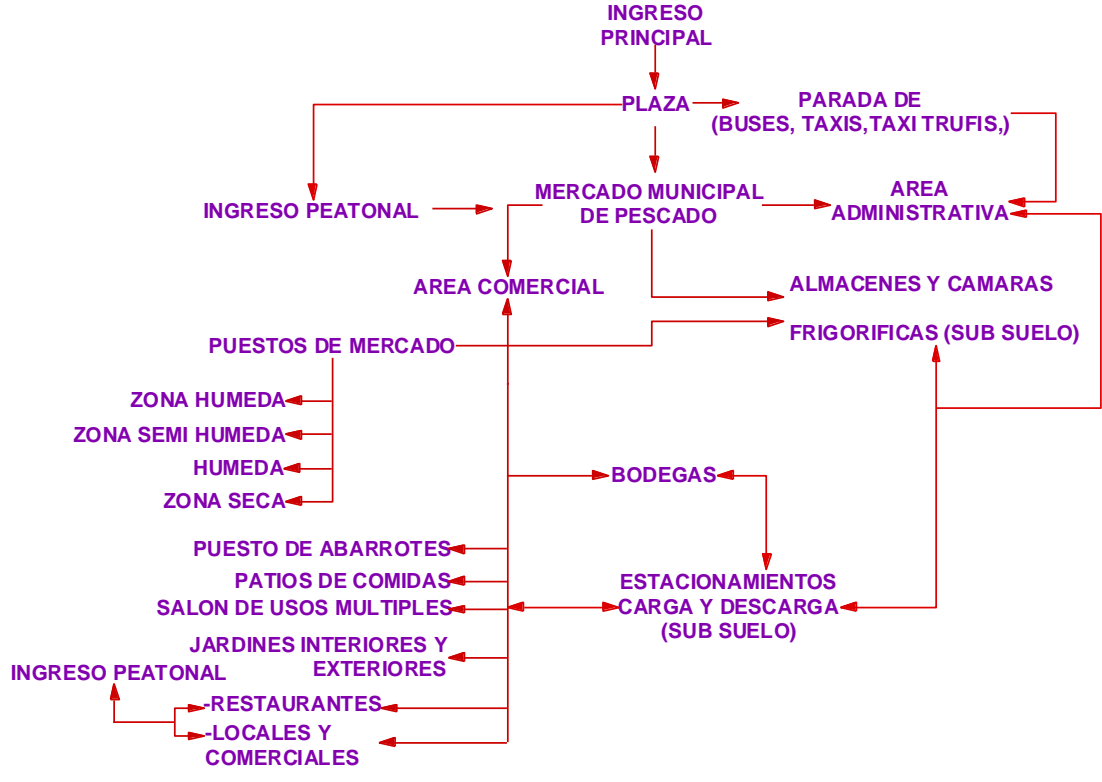 INGRESO
PRINCIPAL
PLAZA
PARADA DE
(BUSES, TAXIS,TAXI TRUFIS,)
INGRESO PEATONAL
MERCADO MUNICIPAL
DE PESCADO
AREA
ADMINISTRATIVA
AREA COMERCIAL
ALMACENES Y CAMARAS
FRIGORIFICAS (SUB SUELO)
PUESTOS DE MERCADO
ZONA HUMEDA
ZONA SEMI HUMEDA
HUMEDA
ZONA SECA
BODEGAS
PUESTO DE ABARROTES
PATIOS DE COMIDAS
SALON DE USOS MULTIPLES
ESTACIONAMIENTOS
CARGA Y DESCARGA
(SUB SUELO)
JARDINES INTERIORES Y
EXTERIORES
INGRESO PEATONAL
-RESTAURANTES
-LOCALES Y
COMERCIALES